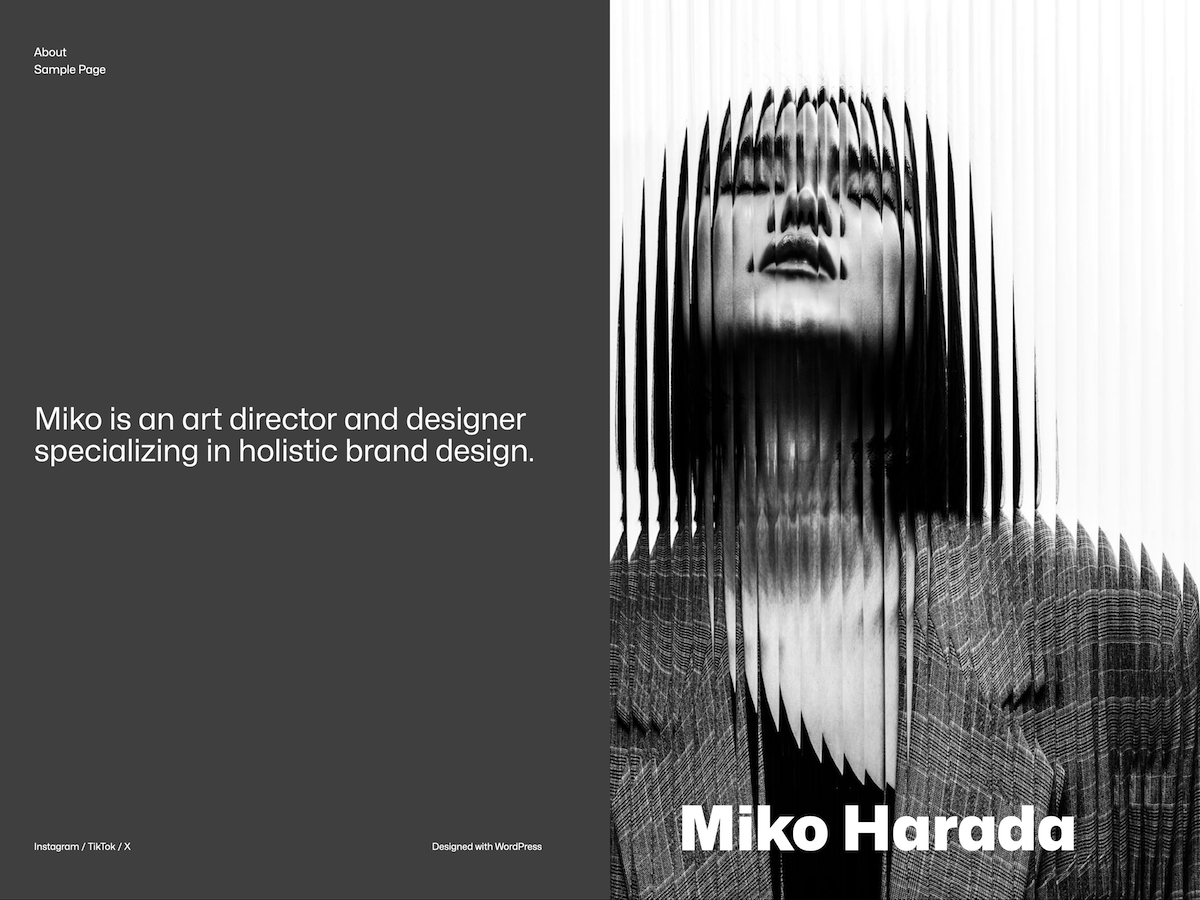 About
Sample Page
Miko is an art director and designer
specializing in holistic brand design.
Instagram / TikTok / X
Designed with WordPress
Miko Harada